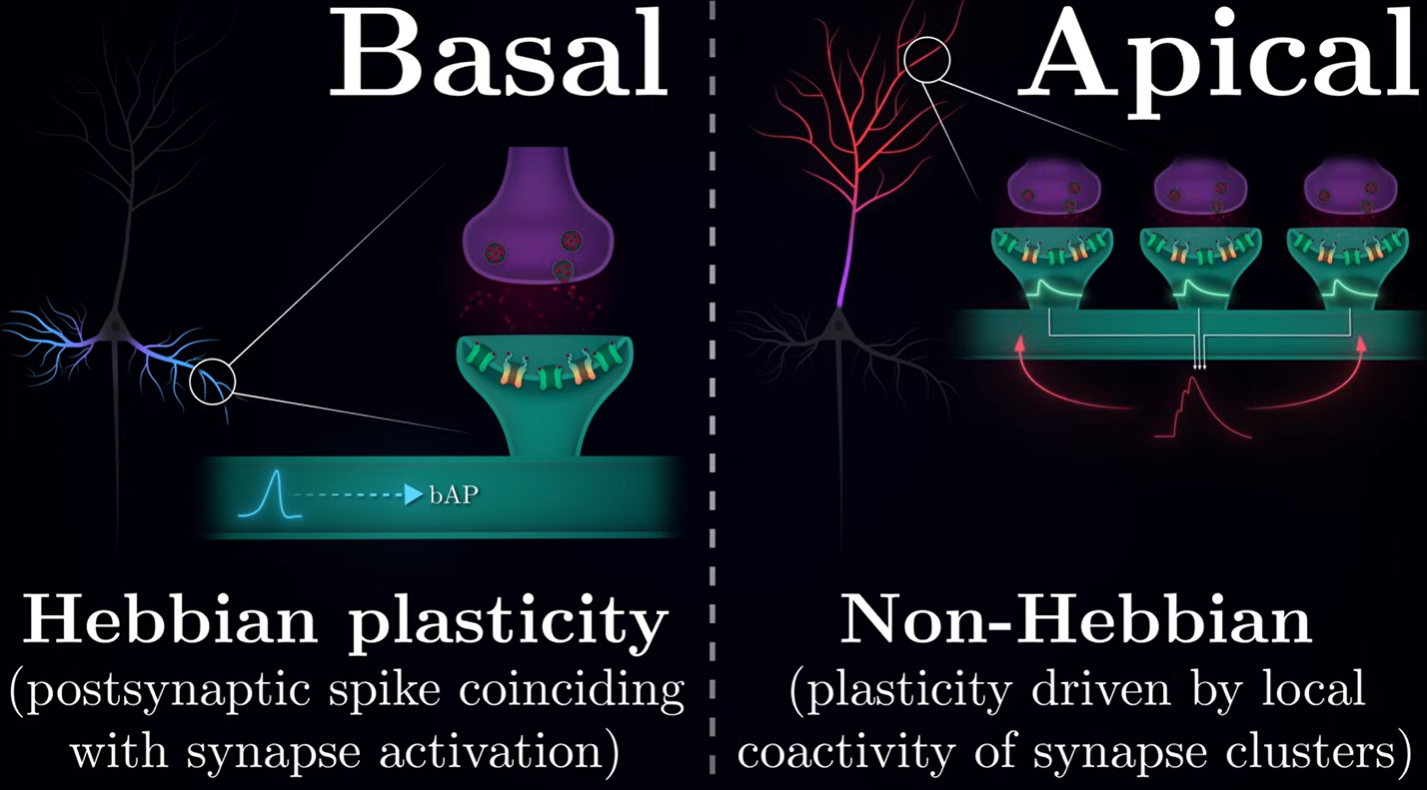 Basal
bAP
Hebbian plasticity
(postsynaptic spike coinciding
with synapse activation)
Apical
Non-Hebbian
(plasticity driven by local
coactivity of synapse clusters)